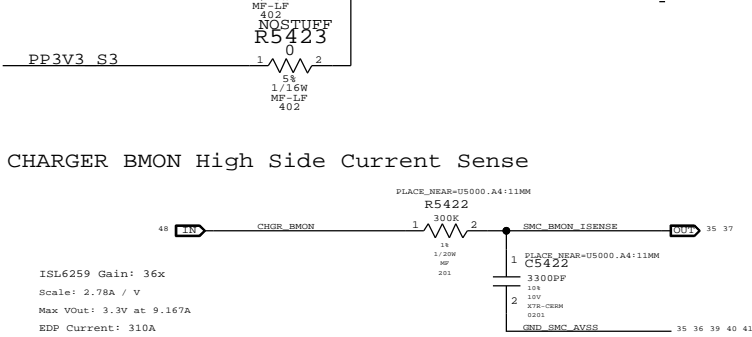 MF-LF
402
NOSTUFF
R5423
0
PP3V3 S3
1 2
5%
1/16W
MF-LF
402
CHARGER BMON High Side Current Sense
PLACE_NEAR=U5000.A4:11MM
R5422
300K
48 IN CHGR_BMON 1 2 SMC_BMON_ISENSE OUT 35 37
1%
1/20W
MF
201
PLACE_NEAR=U5000.A4:11MM
1 C5422
3300PF
10%
10V
2 X7R-CERM
0201
GND_SMC_AVSS 35 36 39 40 41
ISL6259 Gain: 36x
Scale: 2.78A / V
Max VOut: 3.3V at 9.167A
EDP Current: 310A